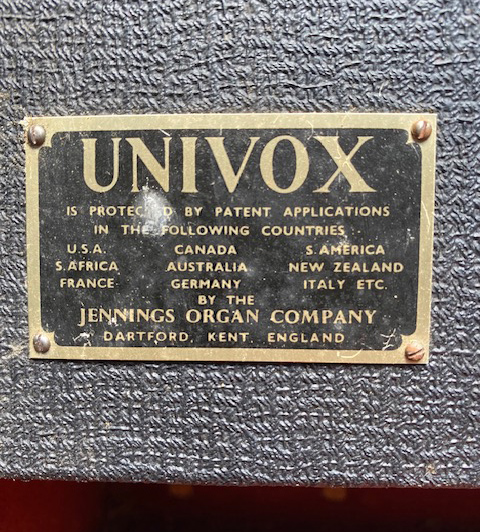 UNIVOX
IS PROTECTED BY PATENT APPLICATIONS
IN THE FOLLOWING COUNTRIES:-
U.S.A. CANADA S. AMERICA
S. AFRICA AUSTRALIA NEW ZEALAND
FRANCE GERMANY ITALY ETC.
BY THE
JENNINGS ORGAN COMPANY
DARTFORD, KENT. ENGLAND